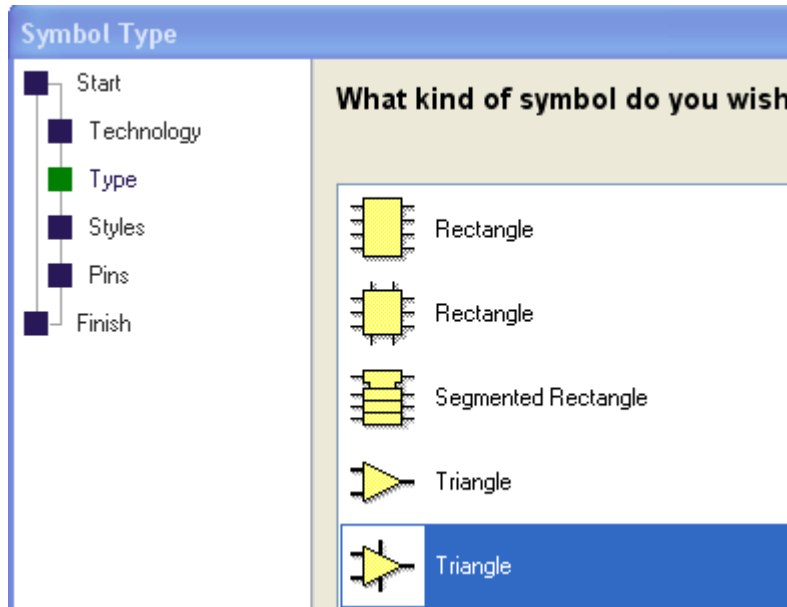 Symbol Type
Start
Technology
Type
Styles
Pins
Finish
What kind of symbol do you wish
Rectangle
Rectangle
Segmented Rectangle
Triangle
Triangle